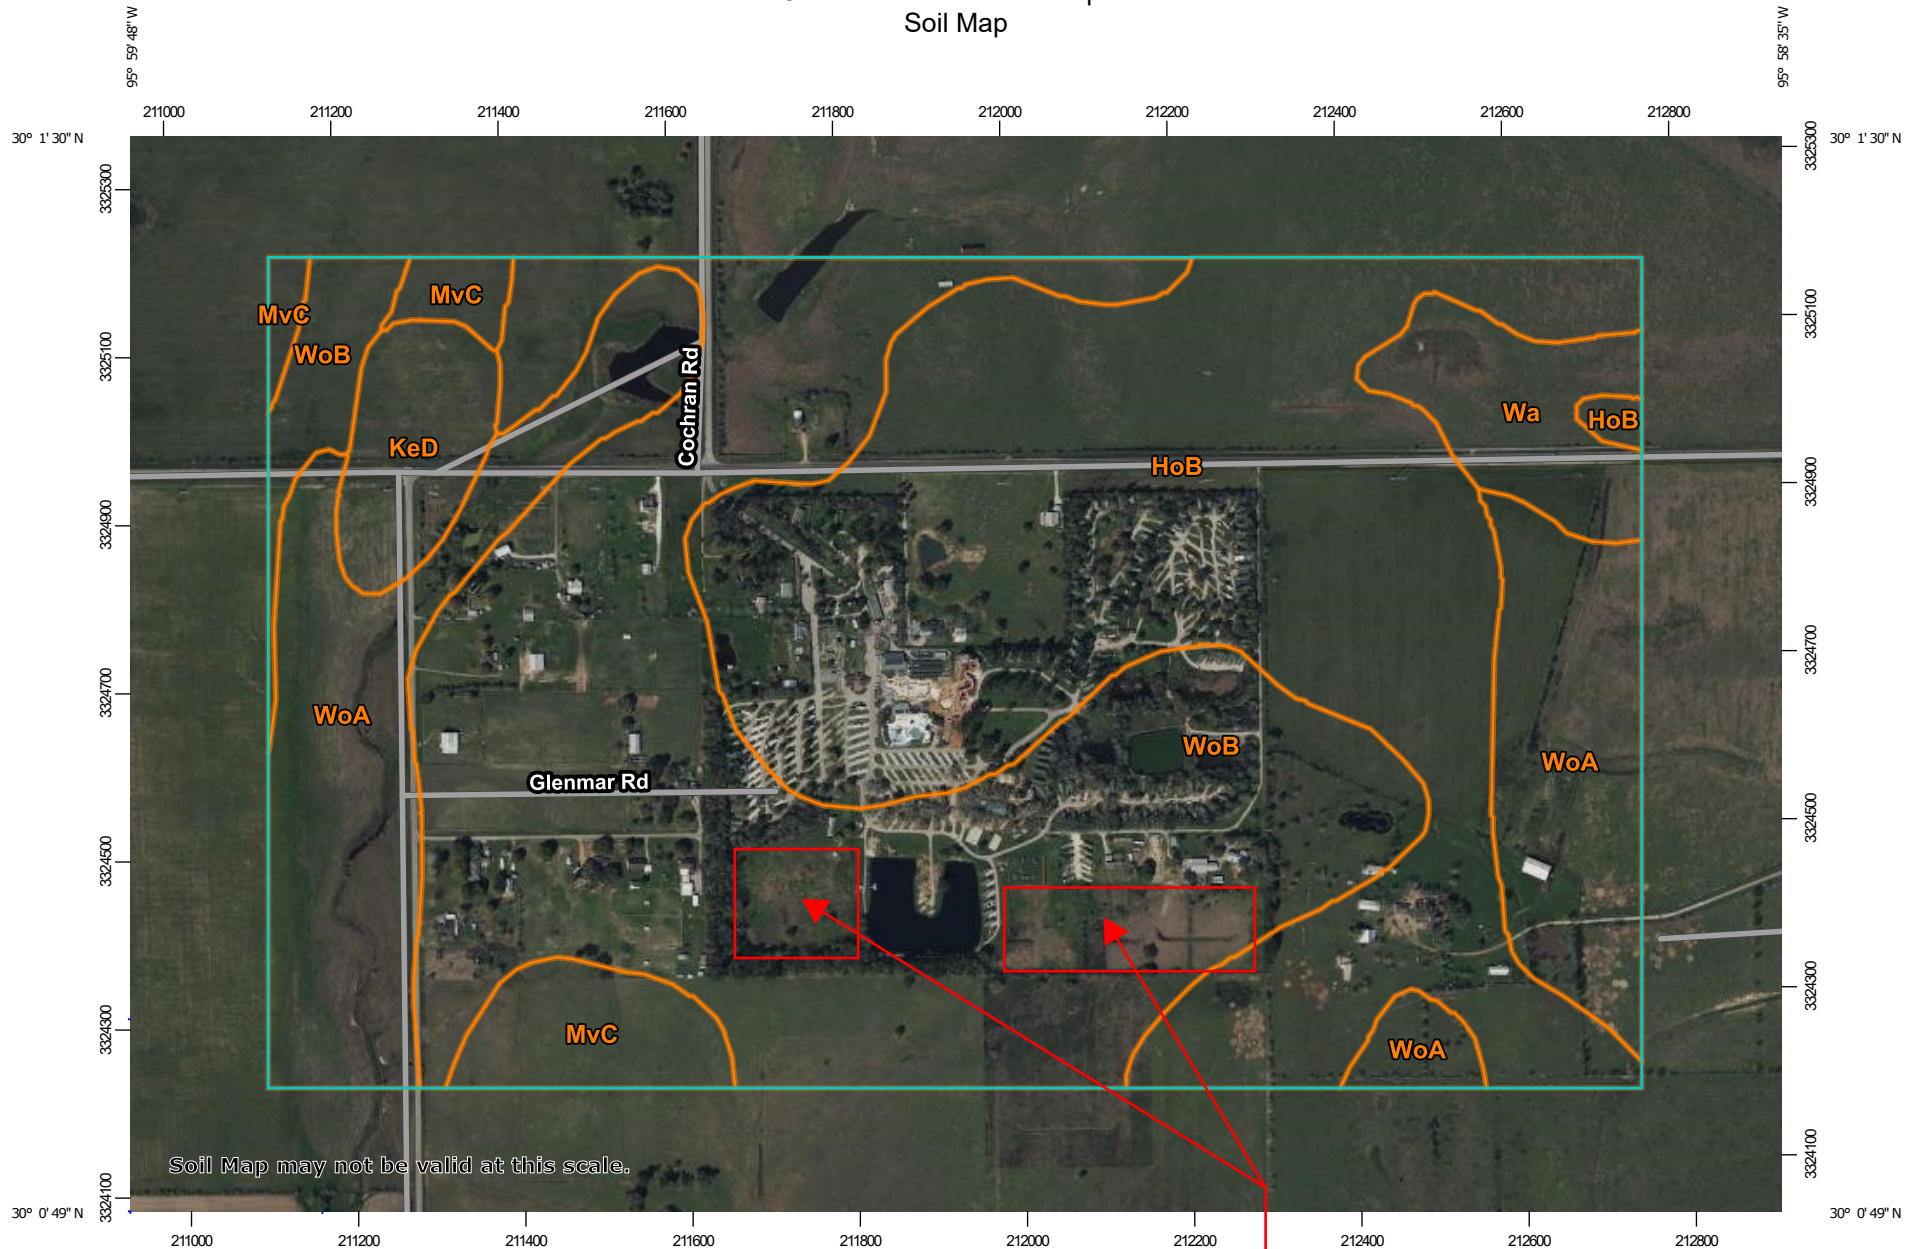 Soil Map
95° 59' 48" W
95° 58' 35" W
211000 211200 211400 211600 211800 212000 212200 212400 212600 212800
30° 1' 30" N
30° 1' 30" N
3325300
3325300
MvC
MvC
3325100
WoB
3325100
Cochran Rd
Wa
HoB
KeD
HoB
3324900
3324900
3324700
3324700
WoA
WoB
WoA
Glenmar Rd
3324500
3324500
3324300
3324300
MvC
WoA
3324100
Soil Map may not be valid at this scale.
3324100
30° 0' 49" N
30° 0' 49" N
211000 211200 211400 211600 211800 212000 212200 212400 212600 212800